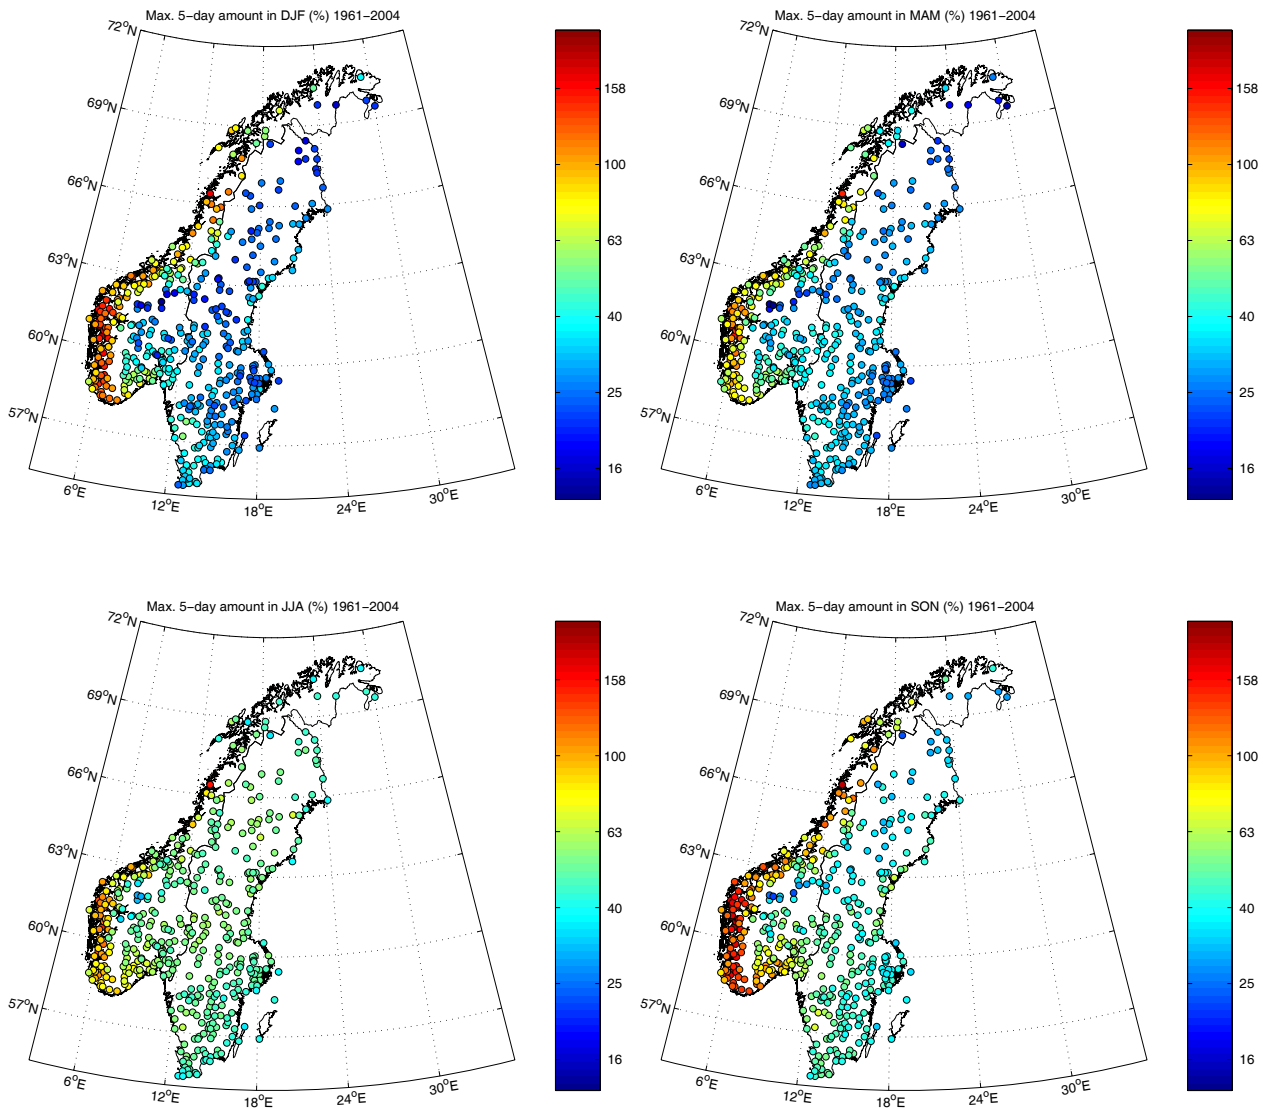 Max. 5−day amount in DJF (%) 1961−2004
72°N
69°N
66°N
63°N
60°N
57°N
6°E
12°E
18°E
24°E
30°E
158
100
63
40
25
16
Max. 5−day amount in MAM (%) 1961−2004
72°N
69°N
66°N
63°N
60°N
57°N
6°E
12°E
18°E
24°E
30°E
158
100
63
40
25
16
Max. 5−day amount in JJA (%) 1961−2004
72°N
69°N
66°N
63°N
60°N
57°N
6°E
12°E
18°E
24°E
30°E
158
100
63
40
25
16
Max. 5−day amount in SON (%) 1961−2004
72°N
69°N
66°N
63°N
60°N
57°N
6°E
12°E
18°E
24°E
30°E
158
100
63
40
25
16